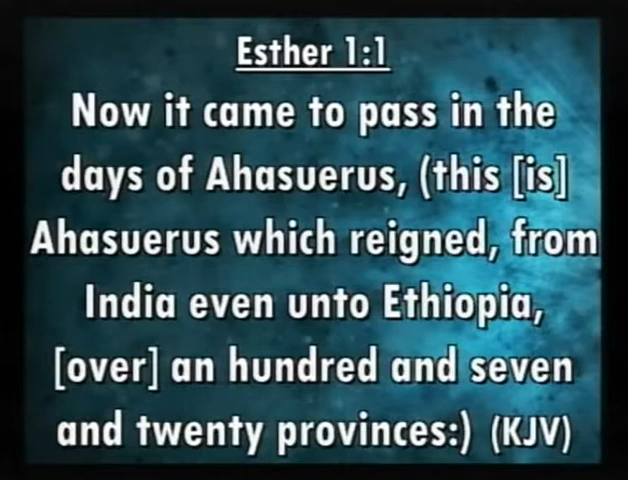 Esther 1:1
Now it came to pass in the
days of Ahasuerus, (this [is]
Ahasuerus which reigned, from
India even unto Ethiopia,
[over] an hundred and seven
and twenty provinces:) (KJV)